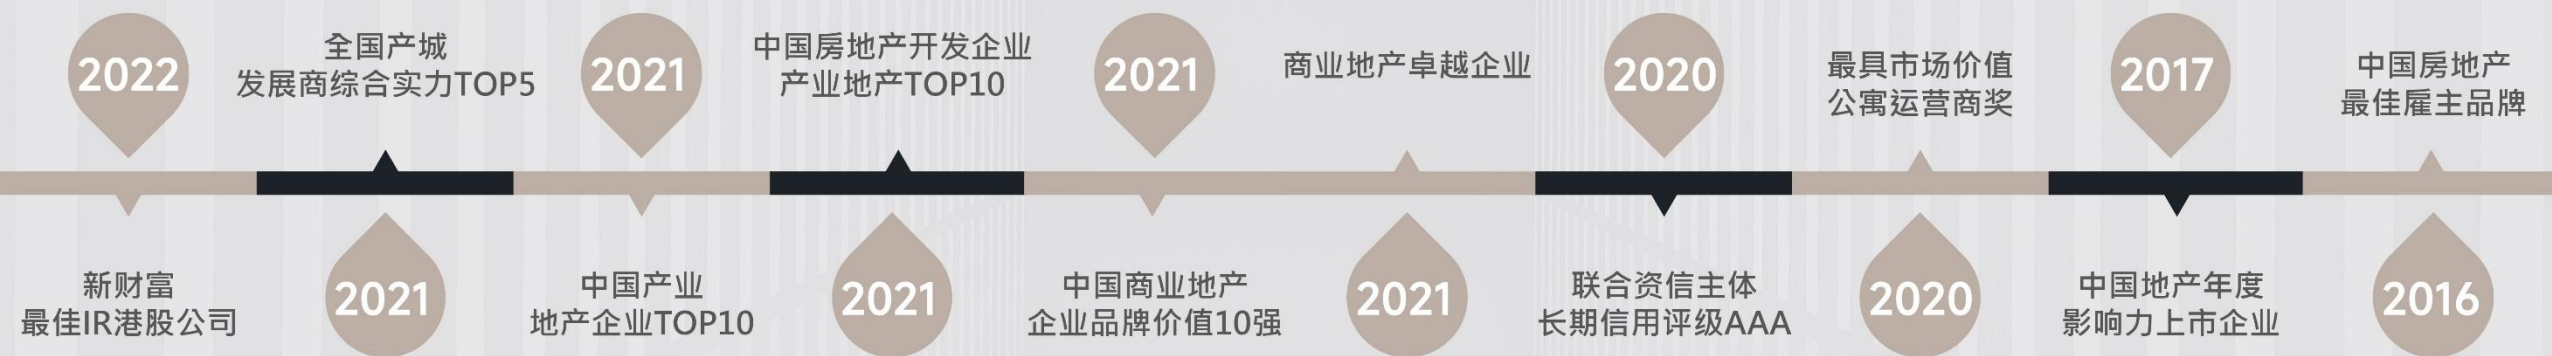 2022
新财富
最佳IR港股公司
全国产城
发展商综合实力TOP5
2021
2021
中国产业
地产企业TOP10
中国房地产开发企业
产业地产TOP10
2021
2021
中国商业地产
企业品牌价值10强
商业地产卓越企业
2021
2020
联合资信主体
长期信用评级AAA
最具市场价值
公寓运营商奖
2020
2017
中国地产年度
影响力上市企业
中国房地产
最佳雇主品牌
2016